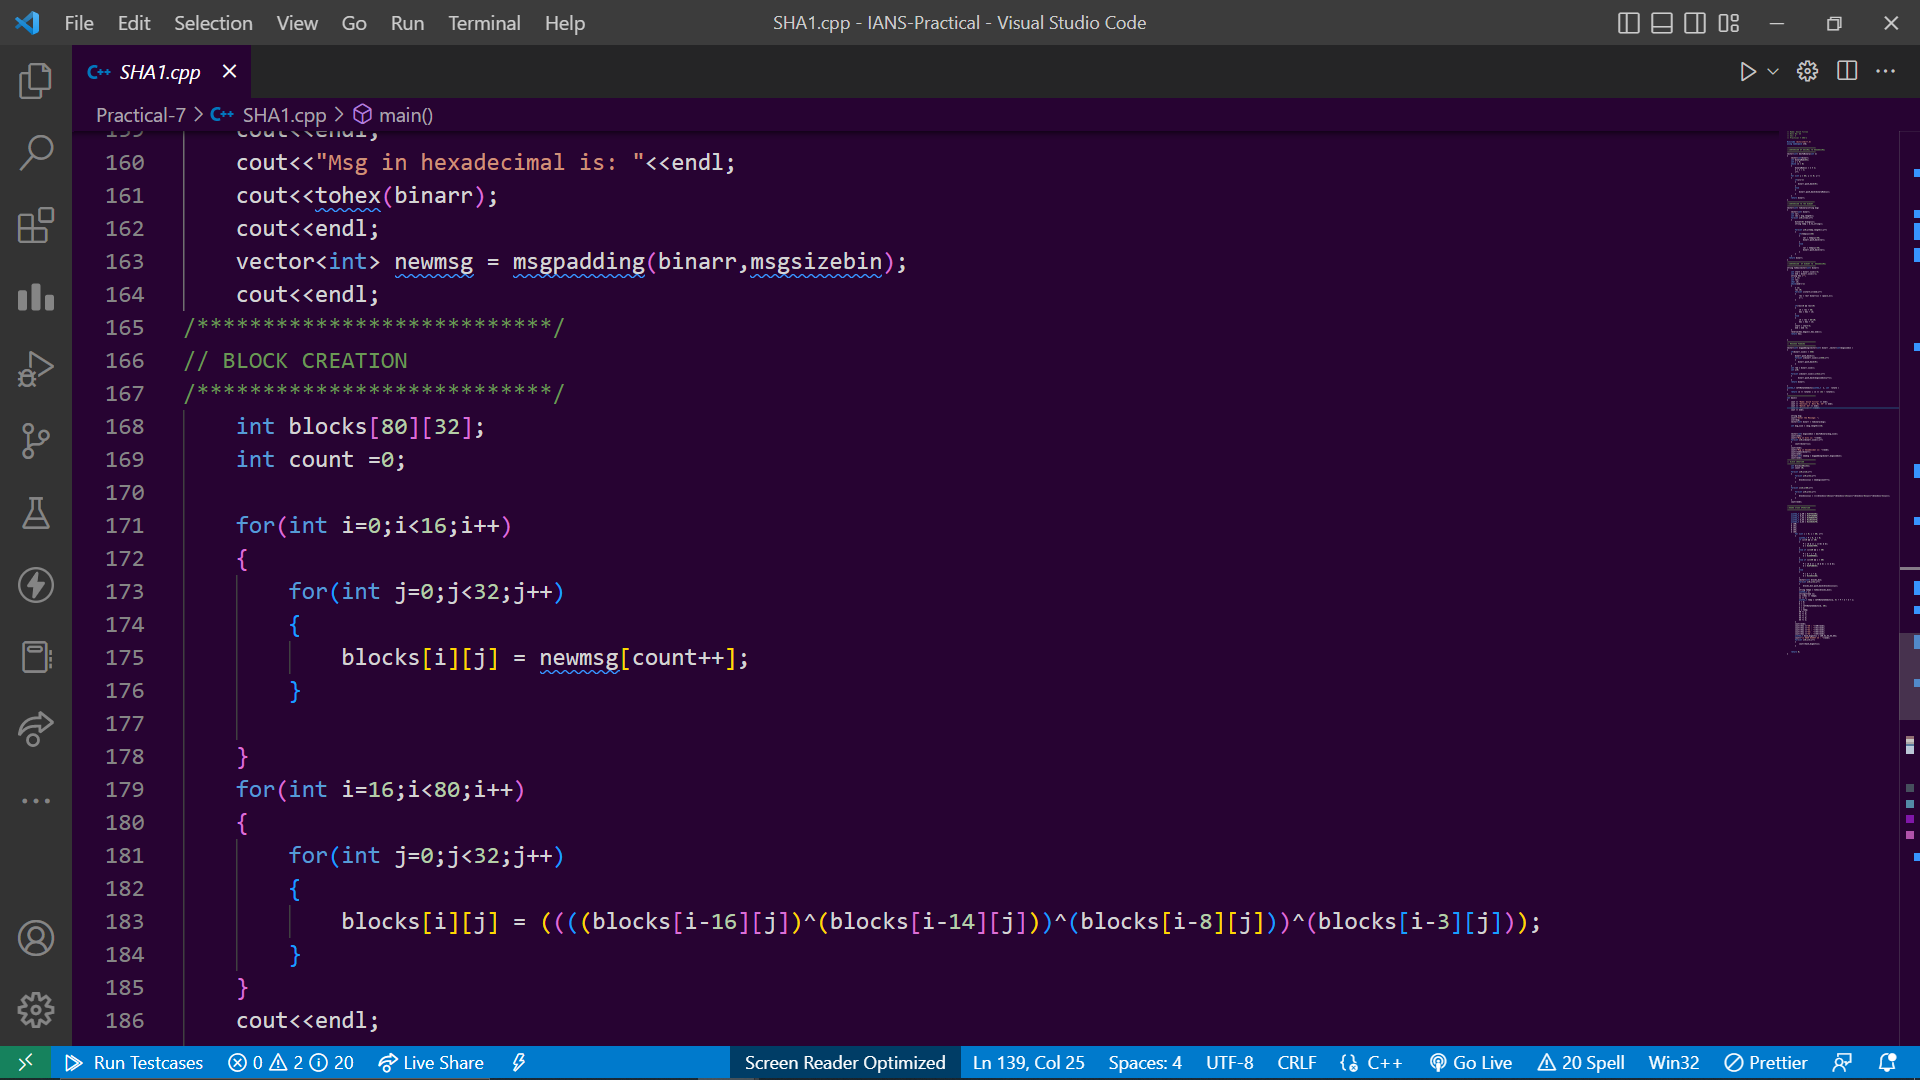 File Edit Selection View Go Run Terminal Help
SHA1.cpp - IANS-Practical - Visual Studio Code
C++ SHA1.cpp
Practical-7 > C++ SHA1.cpp > main()
159 cout<<endl;
160 cout<<"Msg in hexadecimal is: "<<endl;
161 cout<<tohex(binarr);
162 cout<<endl;
163 vector<int> newmsg = msgpadding(binarr,msgsizebin);
164 cout<<endl;
165 /***************************/
166 // BLOCK CREATION
167 /***************************/
168 int blocks[80][32];
169 int count =0;
170
171 for(int i=0;i<16;i++)
172 {
173 for(int j=0;j<32;j++)
174 {
175 blocks[i][j] = newmsg[count++];
176 }
177
178 }
179 for(int i=16;i<80;i++)
180 {
181 for(int j=0;j<32;j++)
182 {
183 blocks[i][j] = ((((blocks[i-16][j])^(blocks[i-14][j]))^(blocks[i-8][j]))^(blocks[i-3][j]));
184 }
185 }
186 cout<<endl;
Run Testcases 0 2 20 Live Share Screen Reader Optimized Ln 139, Col 25 Spaces: 4 UTF-8 CRLF {} C++ Go Live 20 Spell Win32 Prettier